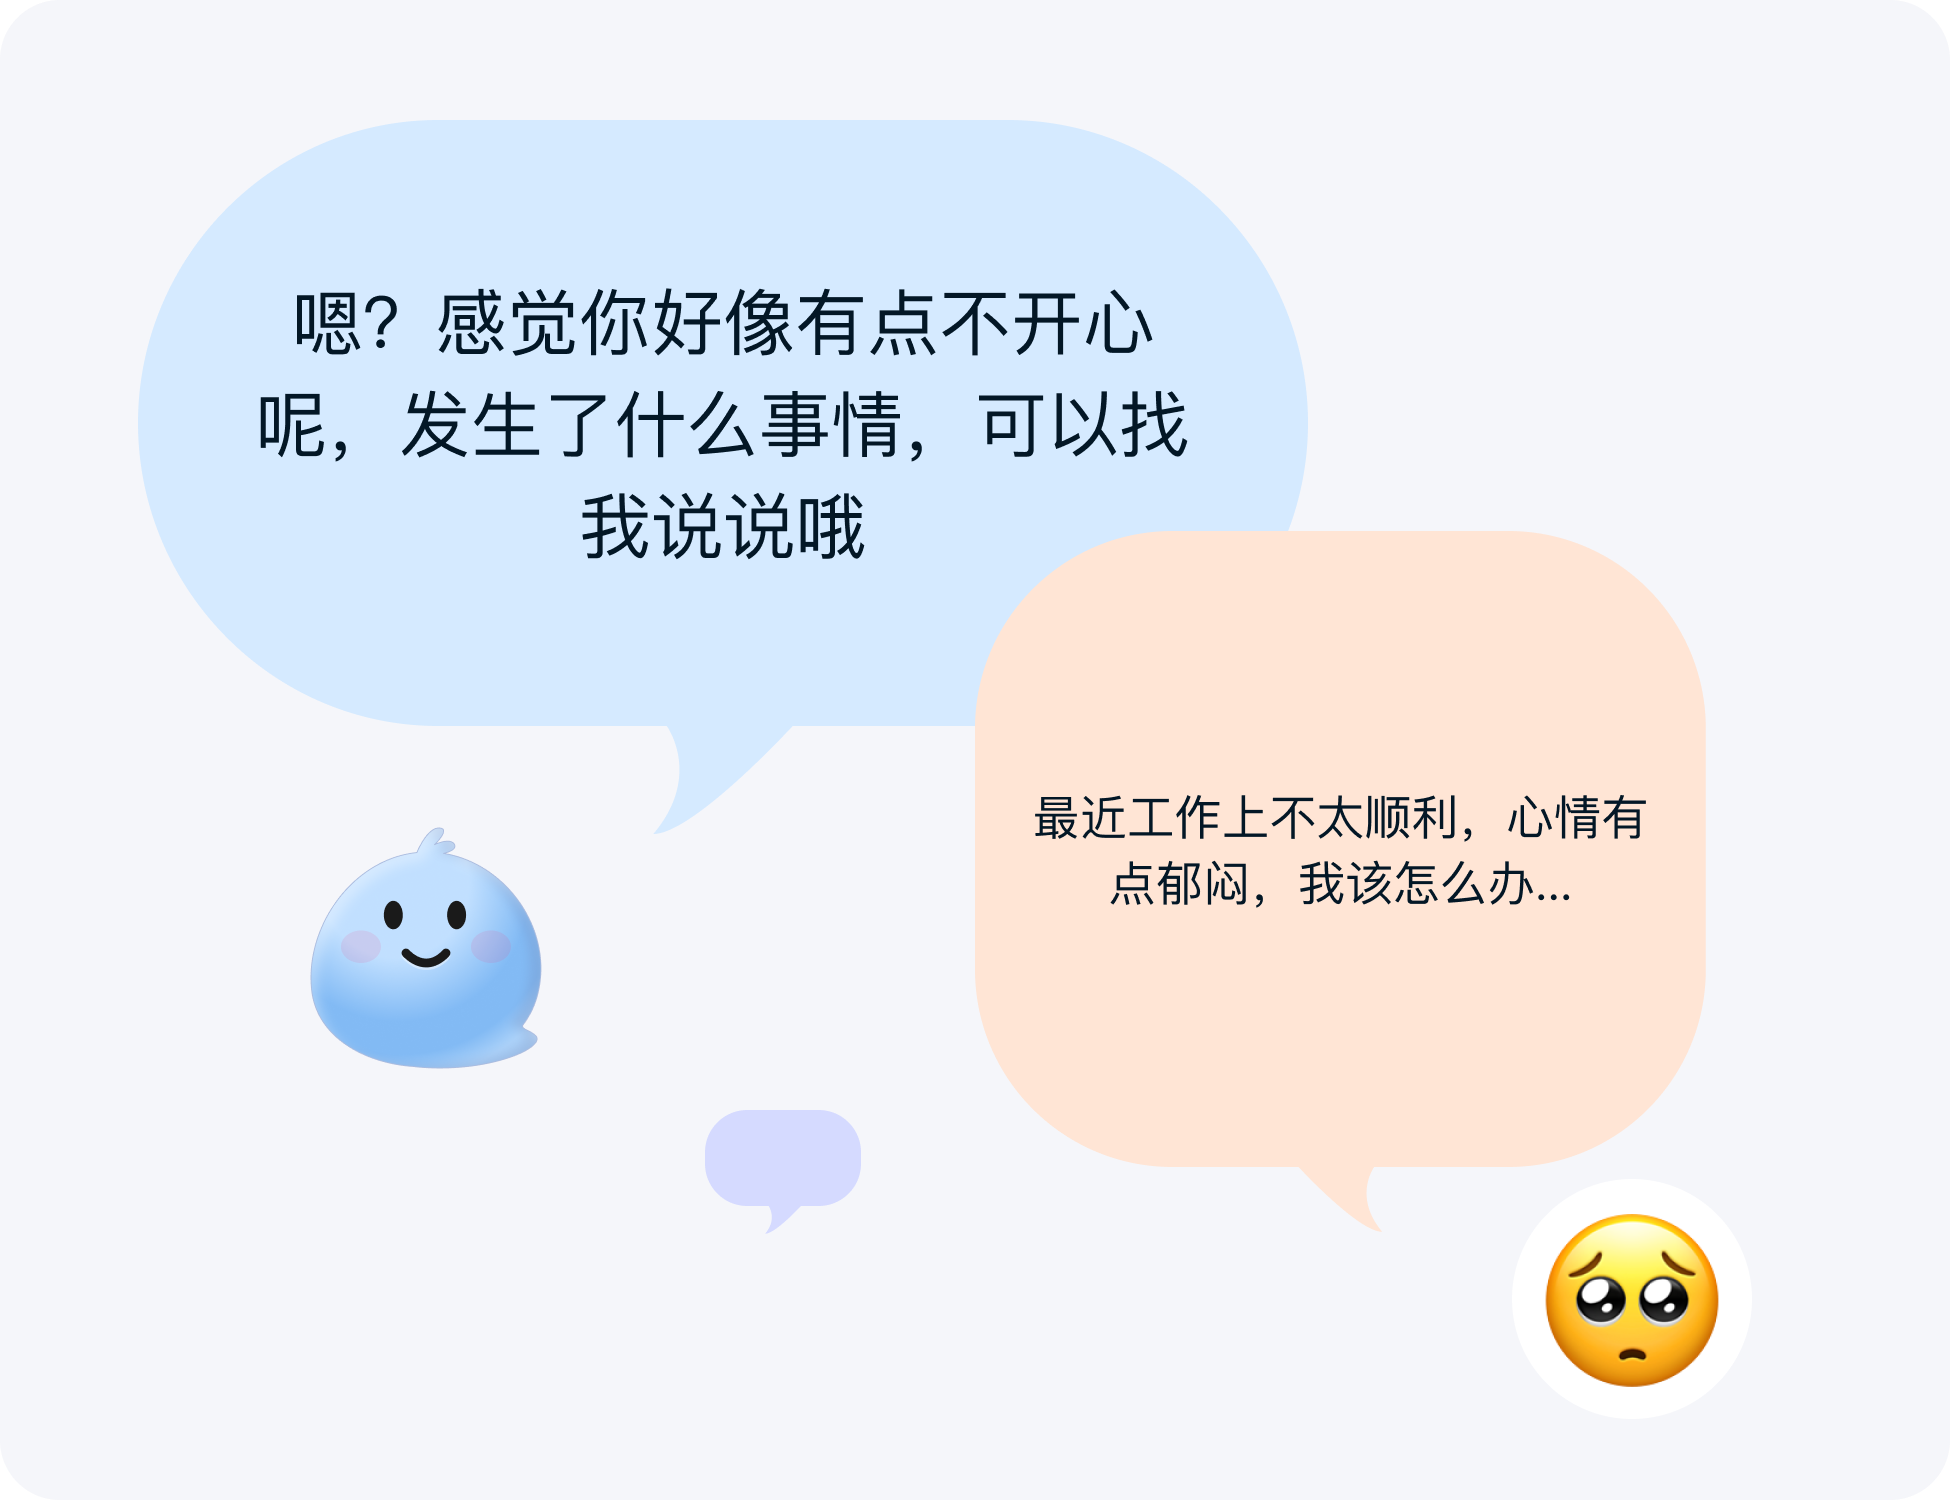 嗯？感觉你好像有点不开心
呢，发生了什么事情，可以找
我说说哦
最近工作上不太顺利，心情有
点郁闷，我该怎么办...